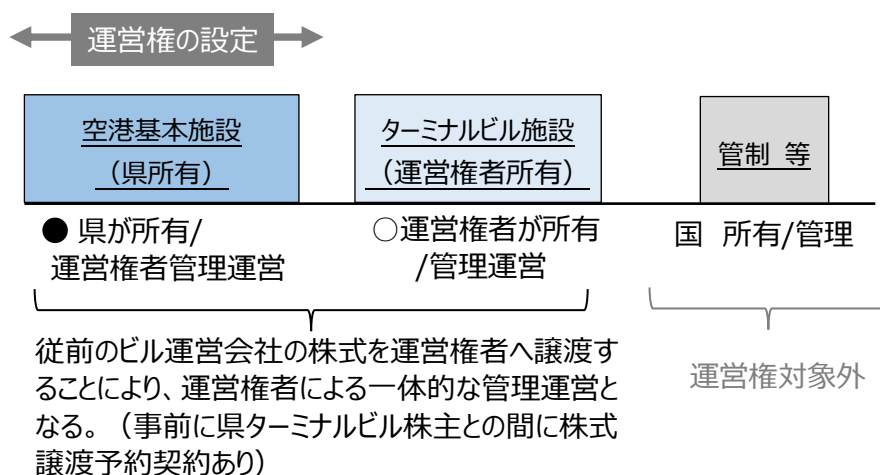 運営権の設定
空港基本施設
（県所有）
ターミナルビル施設
（運営権者所有）
管制 等
● 県が所有/
運営権者管理運営
○運営権者が所有
/管理運営
国 所有/管理
従前のビル運営会社の株式を運営権者へ譲渡す
ることにより、運営権者による一体的な管理運営と
なる。（事前に県ターミナルビル株主との間に株式
譲渡予約契約あり）
運営権対象外